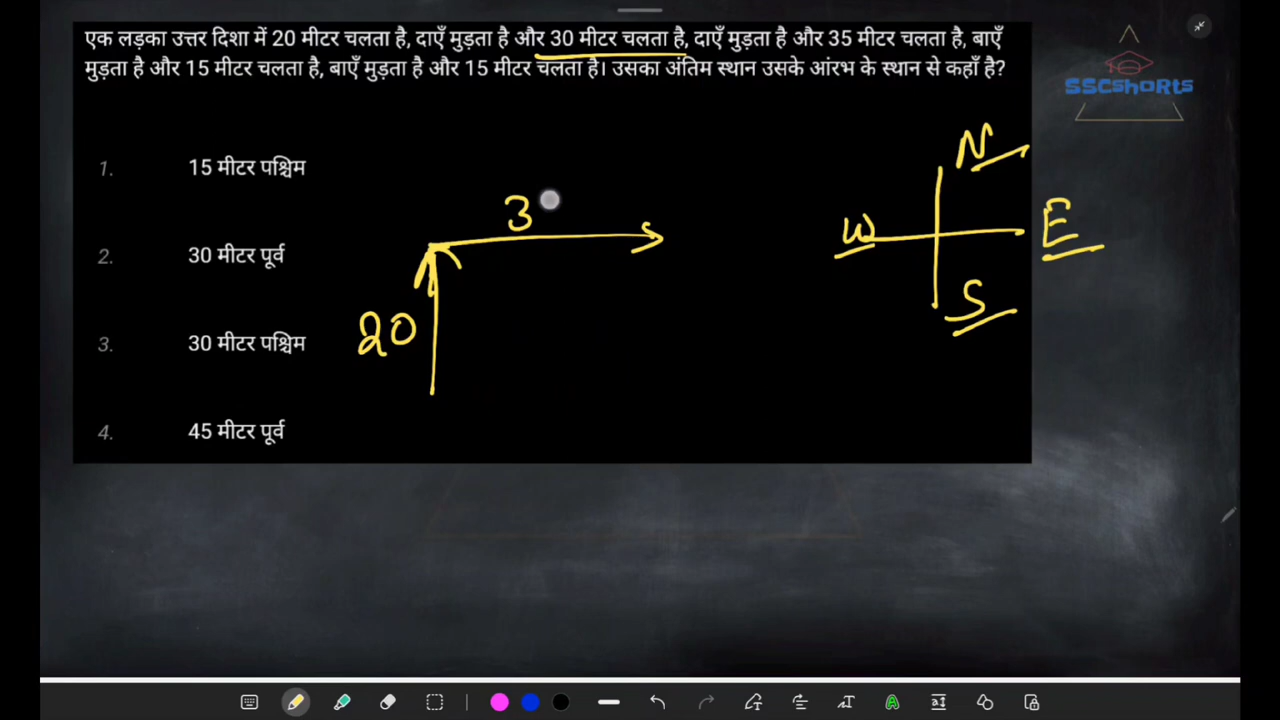 एक लड़का उत्तर दिशा में 20 मीटर चलता है, दाएँ मुड़ता है और 30 मीटर चलता है, दाएँ मुड़ता है और 35 मीटर चलता है, बाएँ
मुड़ता है और 15 मीटर चलता है, बाएँ मुड़ता है और 15 मीटर चलता है। उसका अंतिम स्थान उसके आंरभ के स्थान से कहाँ है?
SSCshoRts
N
1. 15 मीटर पश्चिम
3
W
E
2. 30 मीटर पूर्व
S
20
3. 30 मीटर पश्चिम
4. 45 मीटर पूर्व